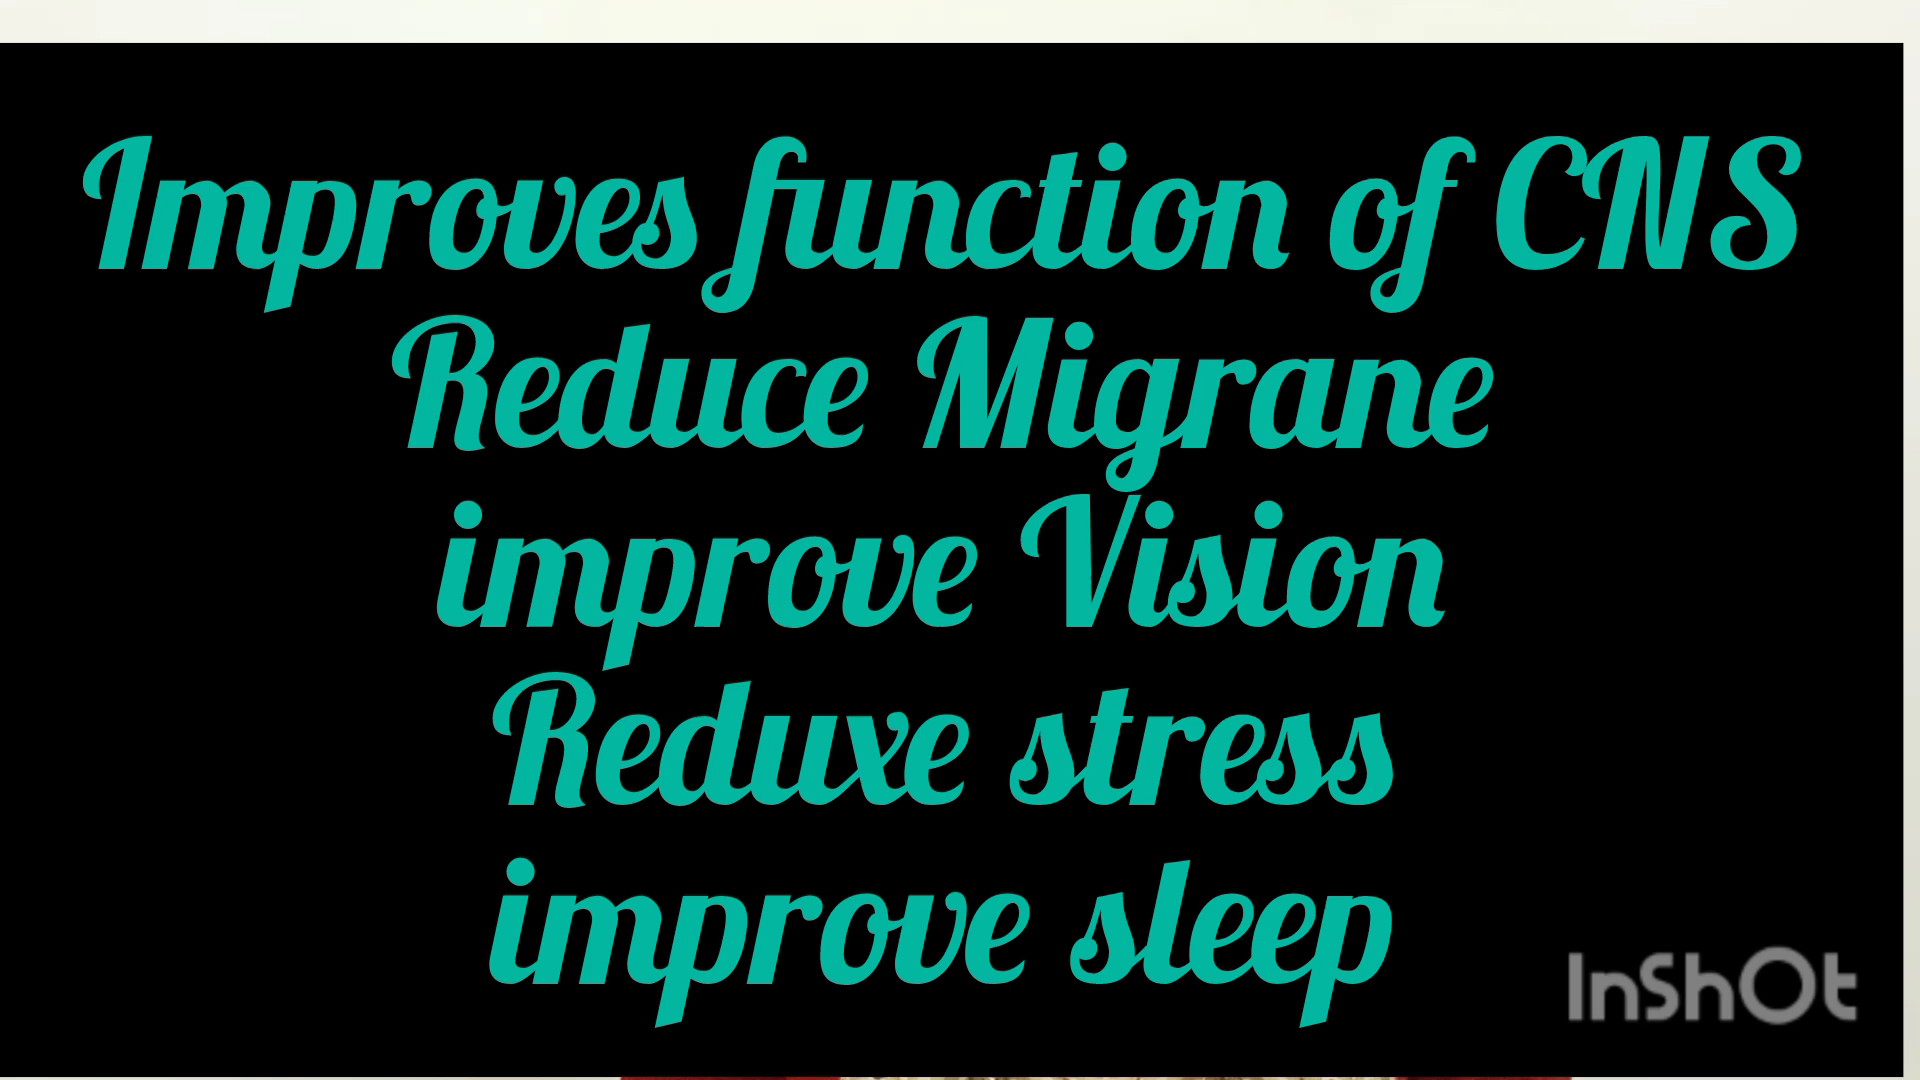 Improves function of CNS
Reduce Migrane
improve Vision
Reduxe stress
improve sleep
InShOt